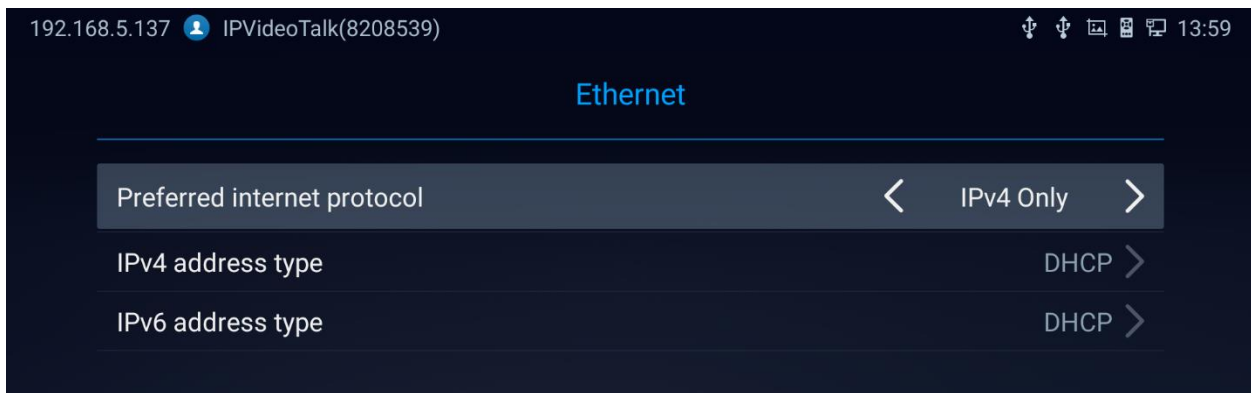 192.168.5.137 IPVideoTalk(8208539) 13:59
Ethernet
Preferred internet protocol IPv4 Only
IPv4 address type DHCP
IPv6 address type DHCP